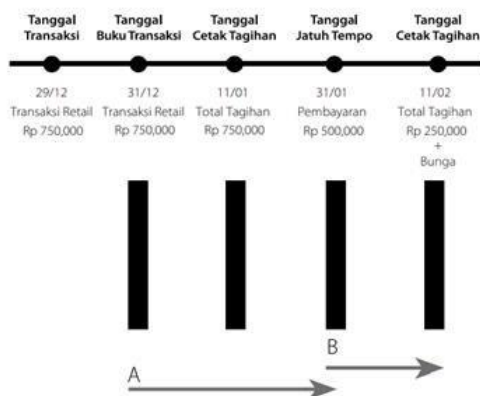 Tanggal
Transaksi
Tanggal
Buku Transaksi
Tanggal
Cetak Tagihan
Tanggal
Jatuh Tempo
Tanggal
Cetak Tagihan
29/12
Transaksi Retail
Rp 750,000
31/12
Transaksi Retail
Rp 750,000
11/01
Total Tagihan
Rp 750,000
31/01
Pembayaran
Rp 500,000
11/02
Total Tagihan
Rp 250,000
+
Bunga
B
A